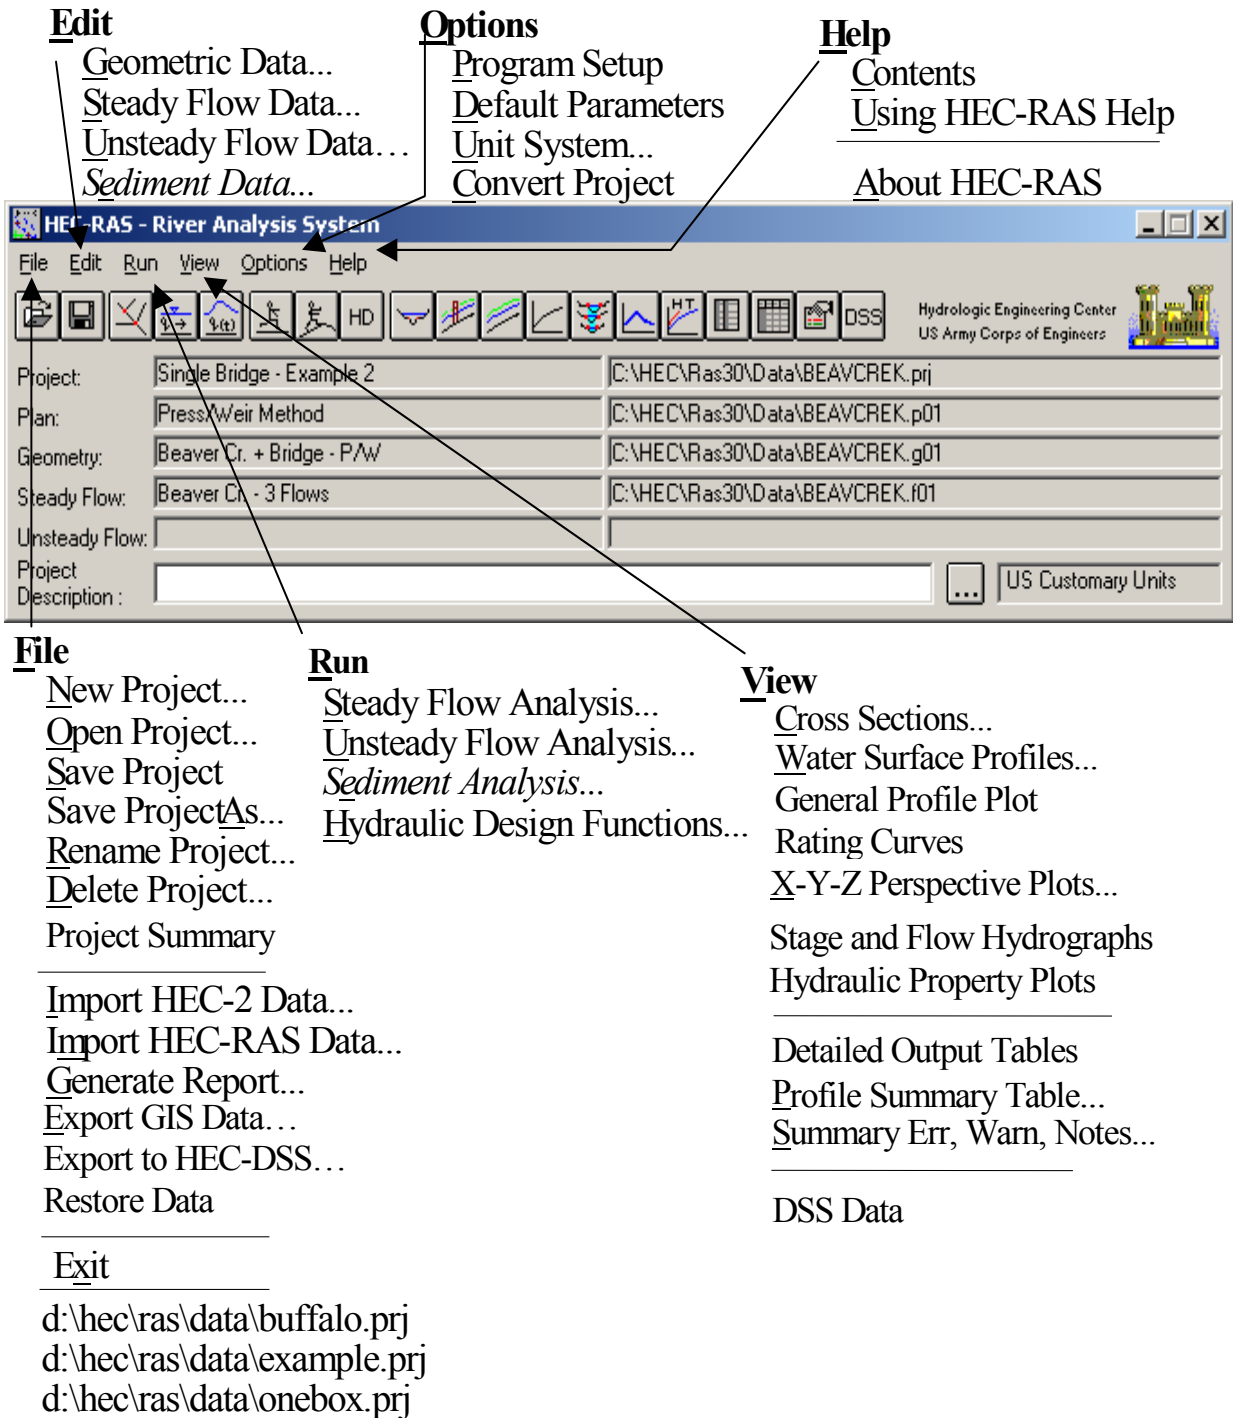 Edit
Geometric Data...
Steady Flow Data...
Unsteady Flow Data…
Sediment Data...
Options
Program Setup
Default Parameters
Unit System...
Convert Project
Help
Contents
Using HEC-RAS Help
About HEC-RAS
HEC-RAS - River Analysis System
File Edit Run View Options Help
HD
H T
DSS
Hydrologic Engineering Center
US Army Corps of Engineers
Project: Single Bridge - Example 2 C:\HEC\Ras30\Data\BEAVCREK.prj
Plan: Press/Weir Method C:\HEC\Ras30\Data\BEAVCREK.p01
Geometry: Beaver Cr. + Bridge - P/W C:\HEC\Ras30\Data\BEAVCREK.g01
Steady Flow: Beaver Cr. - 3 Flows C:\HEC\Ras30\Data\BEAVCREK.f01
Unsteady Flow:
Project
Description : ... US Customary Units
File
New Project...
Open Project...
Save Project
Save ProjectAs...
Rename Project...
Delete Project...
Project Summary
Import HEC-2 Data...
Import HEC-RAS Data...
Generate Report...
Export GIS Data…
Export to HEC-DSS…
Restore Data
Exit
d:\hec\ras\data\buffalo.prj
d:\hec\ras\data\example.prj
d:\hec\ras\data\onebox.prj
Run
Steady Flow Analysis...
Unsteady Flow Analysis...
Sediment Analysis...
Hydraulic Design Functions...
View
Cross Sections...
Water Surface Profiles...
General Profile Plot
Rating Curves
X-Y-Z Perspective Plots...
Stage and Flow Hydrographs
Hydraulic Property Plots
Detailed Output Tables
Profile Summary Table...
Summary Err, Warn, Notes...
DSS Data